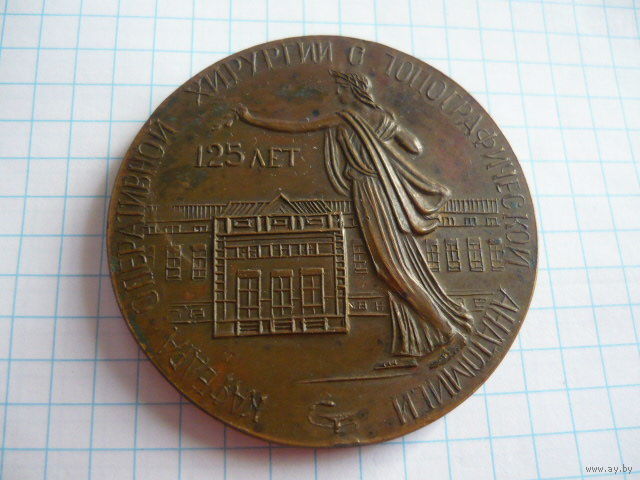 КАФЕДРА ОПЕРАТИВНОЙ ХИРУРГИИ С ТОПОГРАФИЧЕСКОЙ АНАТОМИЕЙ
125 ЛЕТ
www.ay.by